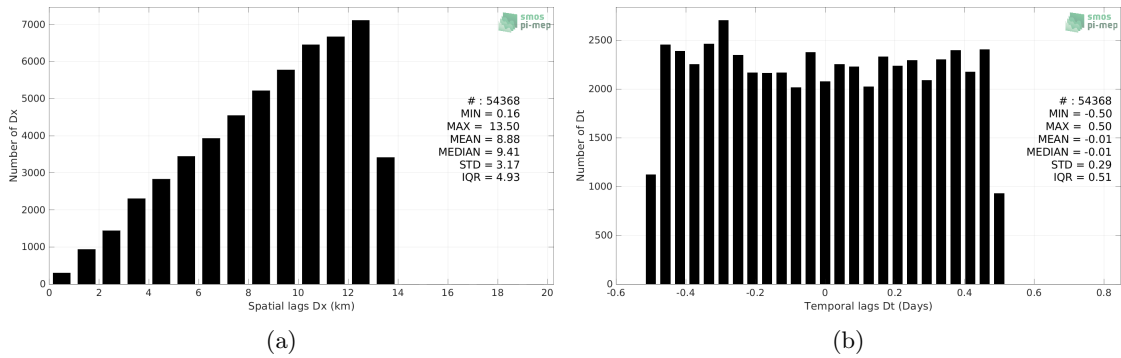 smos
pi-mep
7000
6000
5000
4000
3000
2000
1000
0
Number of Dx
# : 54368
MIN = 0.16
MAX = 13.50
MEAN = 8.88
MEDIAN = 9.41
STD = 3.17
IQR = 4.93
0 2 4 6 8 10 12 14 16 18 20
Spatial lags Dx (km)
(a)
smos
pi-mep
2500
2000
1500
1000
500
0
Number of Dt
# : 54368
MIN = -0.50
MAX = 0.50
MEAN = -0.01
MEDIAN = -0.01
STD = 0.29
IQR = 0.51
-0.6 -0.4 -0.2 0 0.2 0.4 0.6 0.8
Temporal lags Dt (Days)
(b)